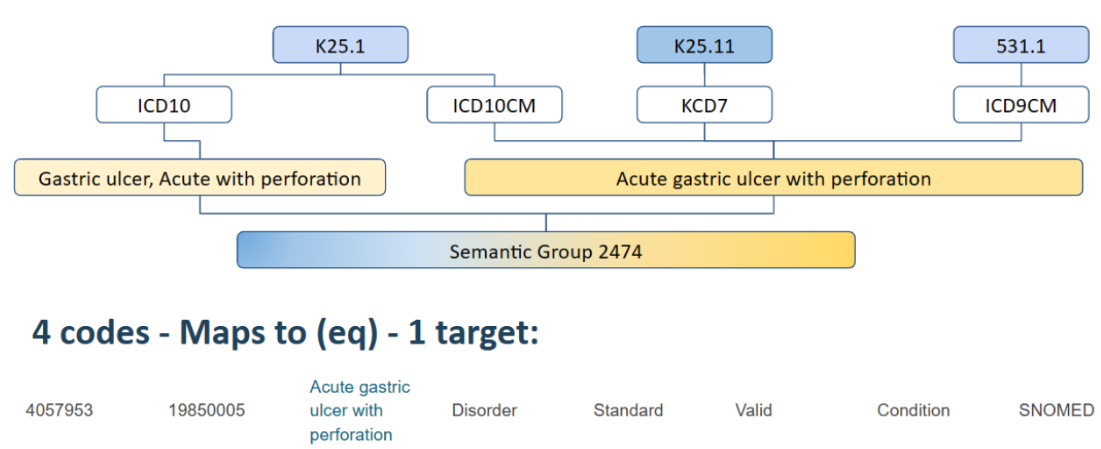 K25.1 K25.11 531.1
ICD10 ICD10CM KCD7 ICD9CM
Gastric ulcer, Acute with perforation Acute gastric ulcer with perforation
Semantic Group 2474
4 codes - Maps to (eq) - 1 target:
4057953 19850005 Acute gastric ulcer with perforation Disorder Standard Valid Condition SNOMED